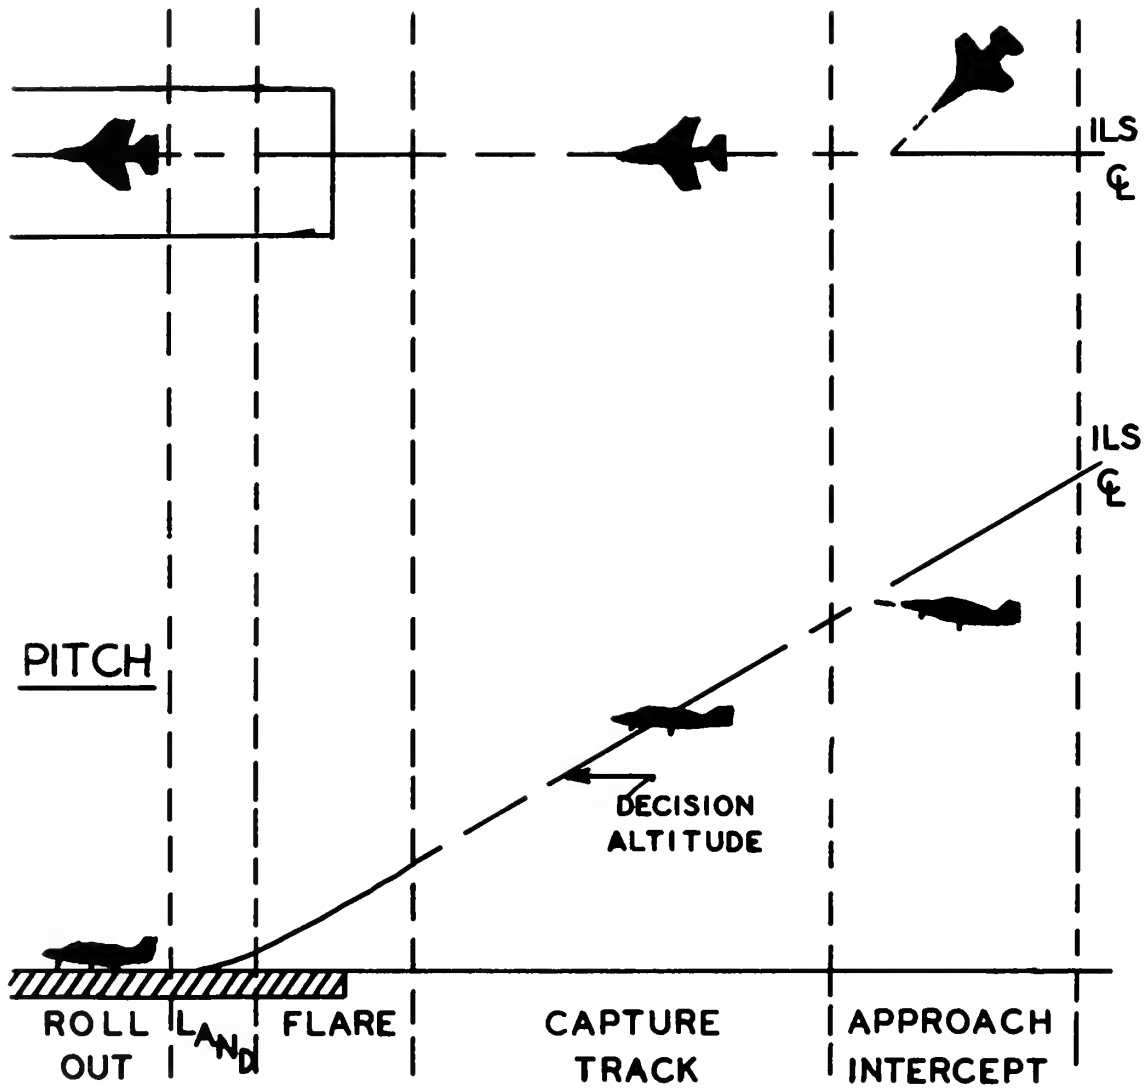 ILS
℄
ILS
℄
PITCH
DECISION
ALTITUDE
ROLL OUT
LAND
FLARE
CAPTURE TRACK
APPROACH INTERCEPT